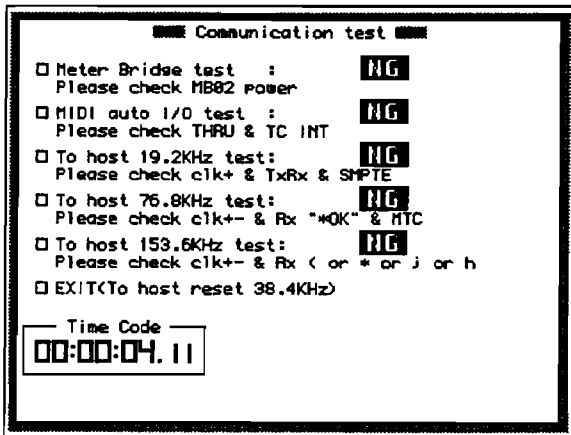 Communication test
Meter Bridge test : NG
Please check MB02 power
MIDI auto I/O test : NG
Please check THRU & TC INT
To host 19.2KHz test: NG
Please check clk+ & TxRx & SMPTE
To host 76.8KHz test: NG
Please check clk+- & Rx "*OK" & MTC
To host 153.6KHz test: NG
Please check clk+- & Rx < or * or j or h
EXIT(To host reset 38.4KHz)
Time Code
00:00:04.11